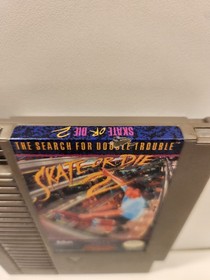 SKATE OR DIE 2
THE SEARCH FOR DOUBLE TROUBLE
SKATE OR DIE
2